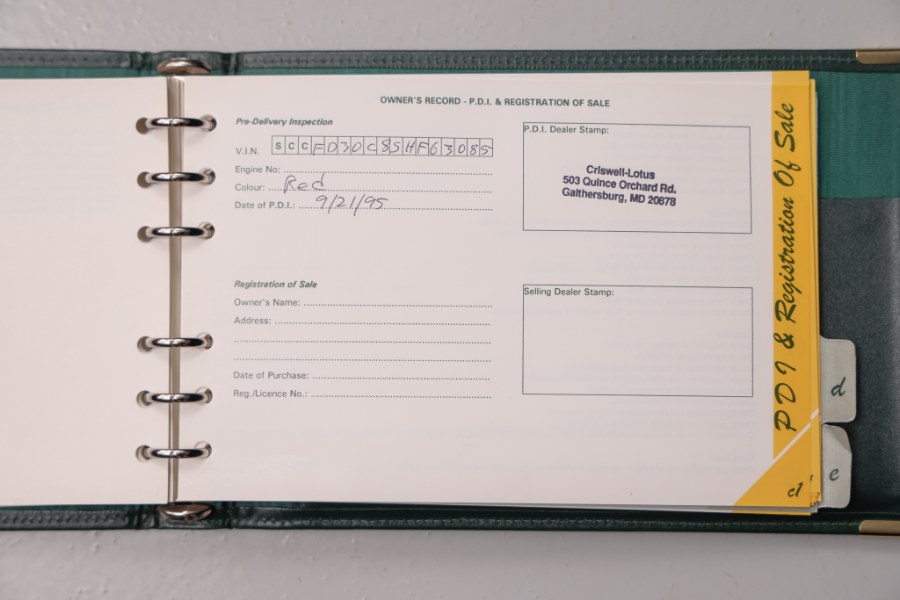 OWNER'S RECORD - P.D.I. & REGISTRATION OF SALE
Pre-Delivery Inspection
V.I.N. SCCFD30C8SHF63085
Engine No:
Colour: Red
Date of P.D.I.: 9/21/95
P.D.I. Dealer Stamp:
Criswell-Lotus
503 Quince Orchard Rd.
Gaithersburg, MD 20878
Registration of Sale
Owner's Name:
Address:
Date of Purchase:
Reg./Licence No.:
Selling Dealer Stamp:
PDI & Registration Of Sale
c1
d
e